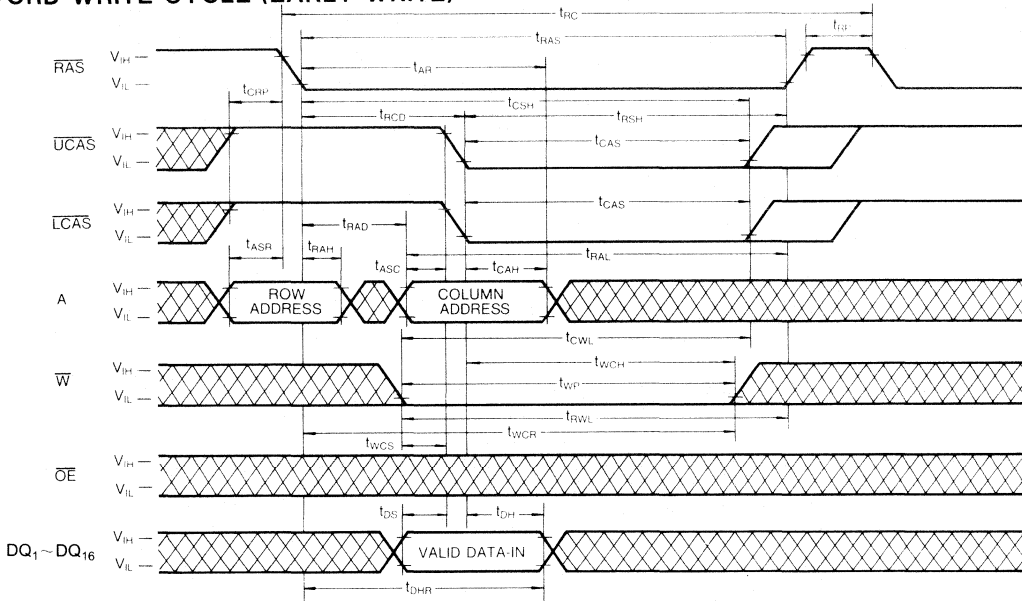 WORD WRITE CYCLE (EARLY WRITE)
tRC
tRAS
tRP
tAR
RAS
VIH
VIL
tCRP
tCSH
tRCD
tRSH
UCAS
VIH
VIL
tCAS
LCAS
VIH
VIL
tCAS
tRAD
tRAL
tASR
tRAH
tASC
tCAH
A
VIH
VIL
ROW ADDRESS
COLUMN ADDRESS
tCWL
tWCH
W
VIH
VIL
tWP
tRWL
tWCR
tWCS
OE
VIH
VIL
tDS
tDH
DQ1~DQ16
VIH
VIL
VALID DATA-IN
tDHR